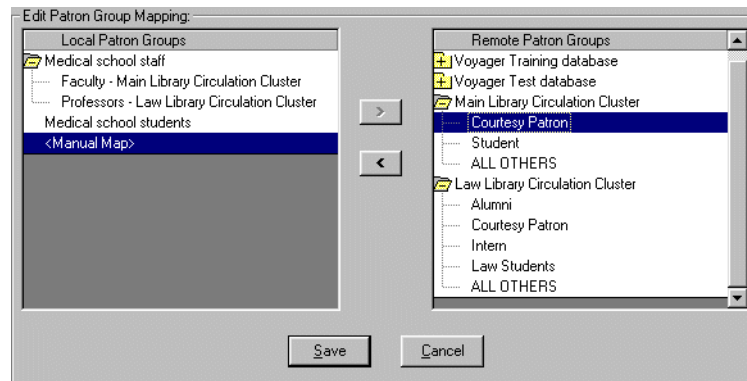 Edit Patron Group Mapping:
Local Patron Groups
Medical school staff
Faculty - Main Library Circulation Cluster
Professors - Law Library Circulation Cluster
Medical school students
<Manual Map>
>
<
Remote Patron Groups
Voyager Training database
Voyager Test database
Main Library Circulation Cluster
Courtesy Patron
Student
ALL OTHERS
Law Library Circulation Cluster
Alumni
Courtesy Patron
Intern
Law Students
ALL OTHERS
Save
Cancel